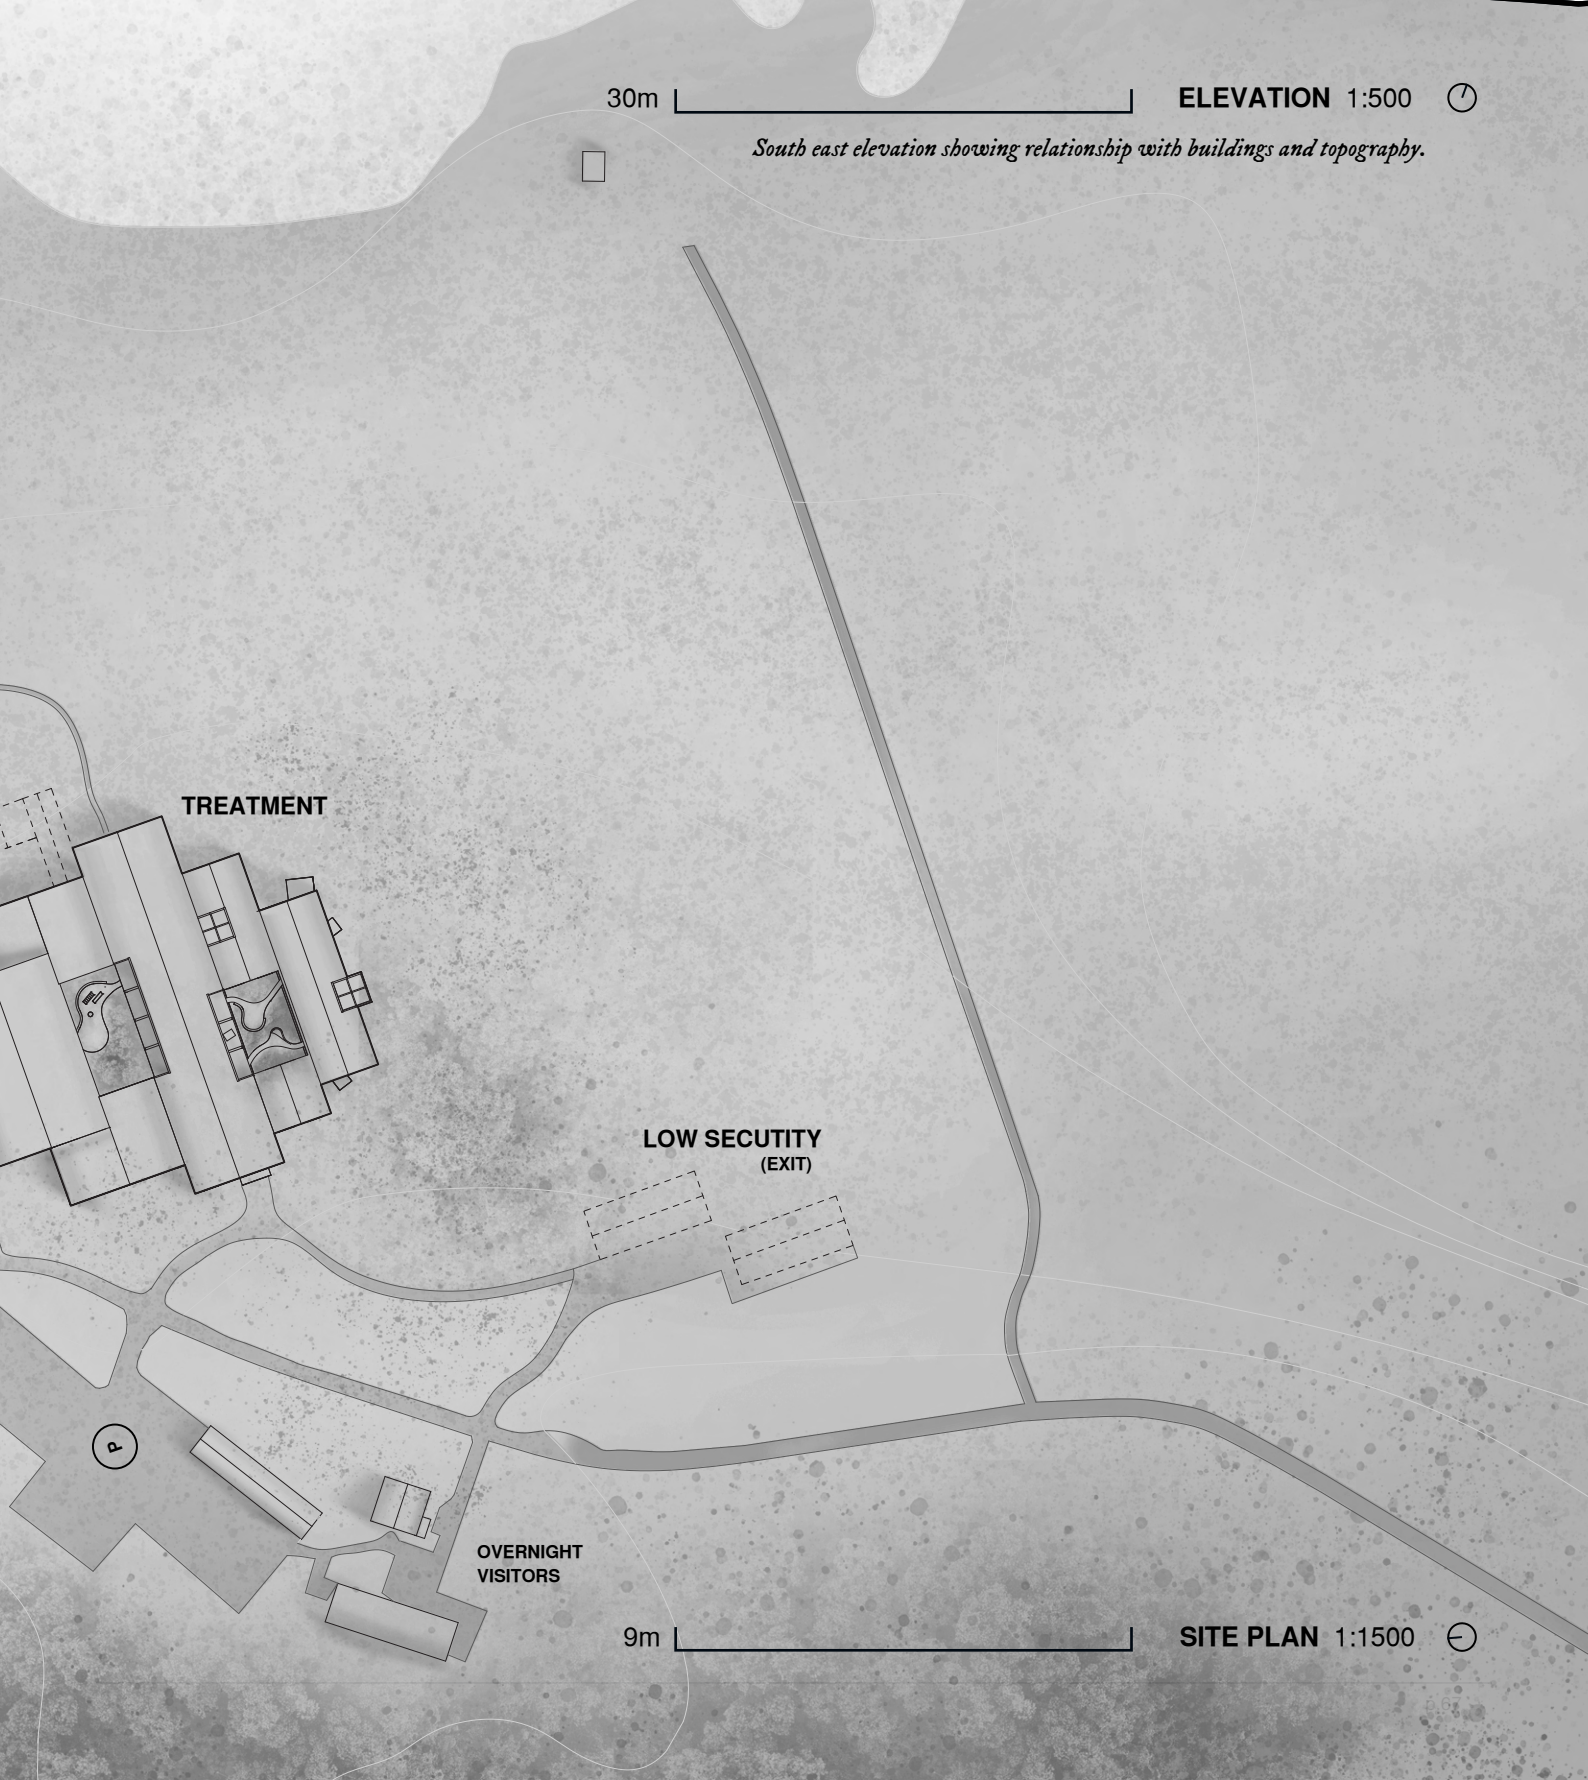 30m ELEVATION 1:500
South east elevation showing relationship with buildings and topography.
TREATMENT
LOW SECUTITY
(EXIT)
P
OVERNIGHT
VISITORS
9m SITE PLAN 1:1500